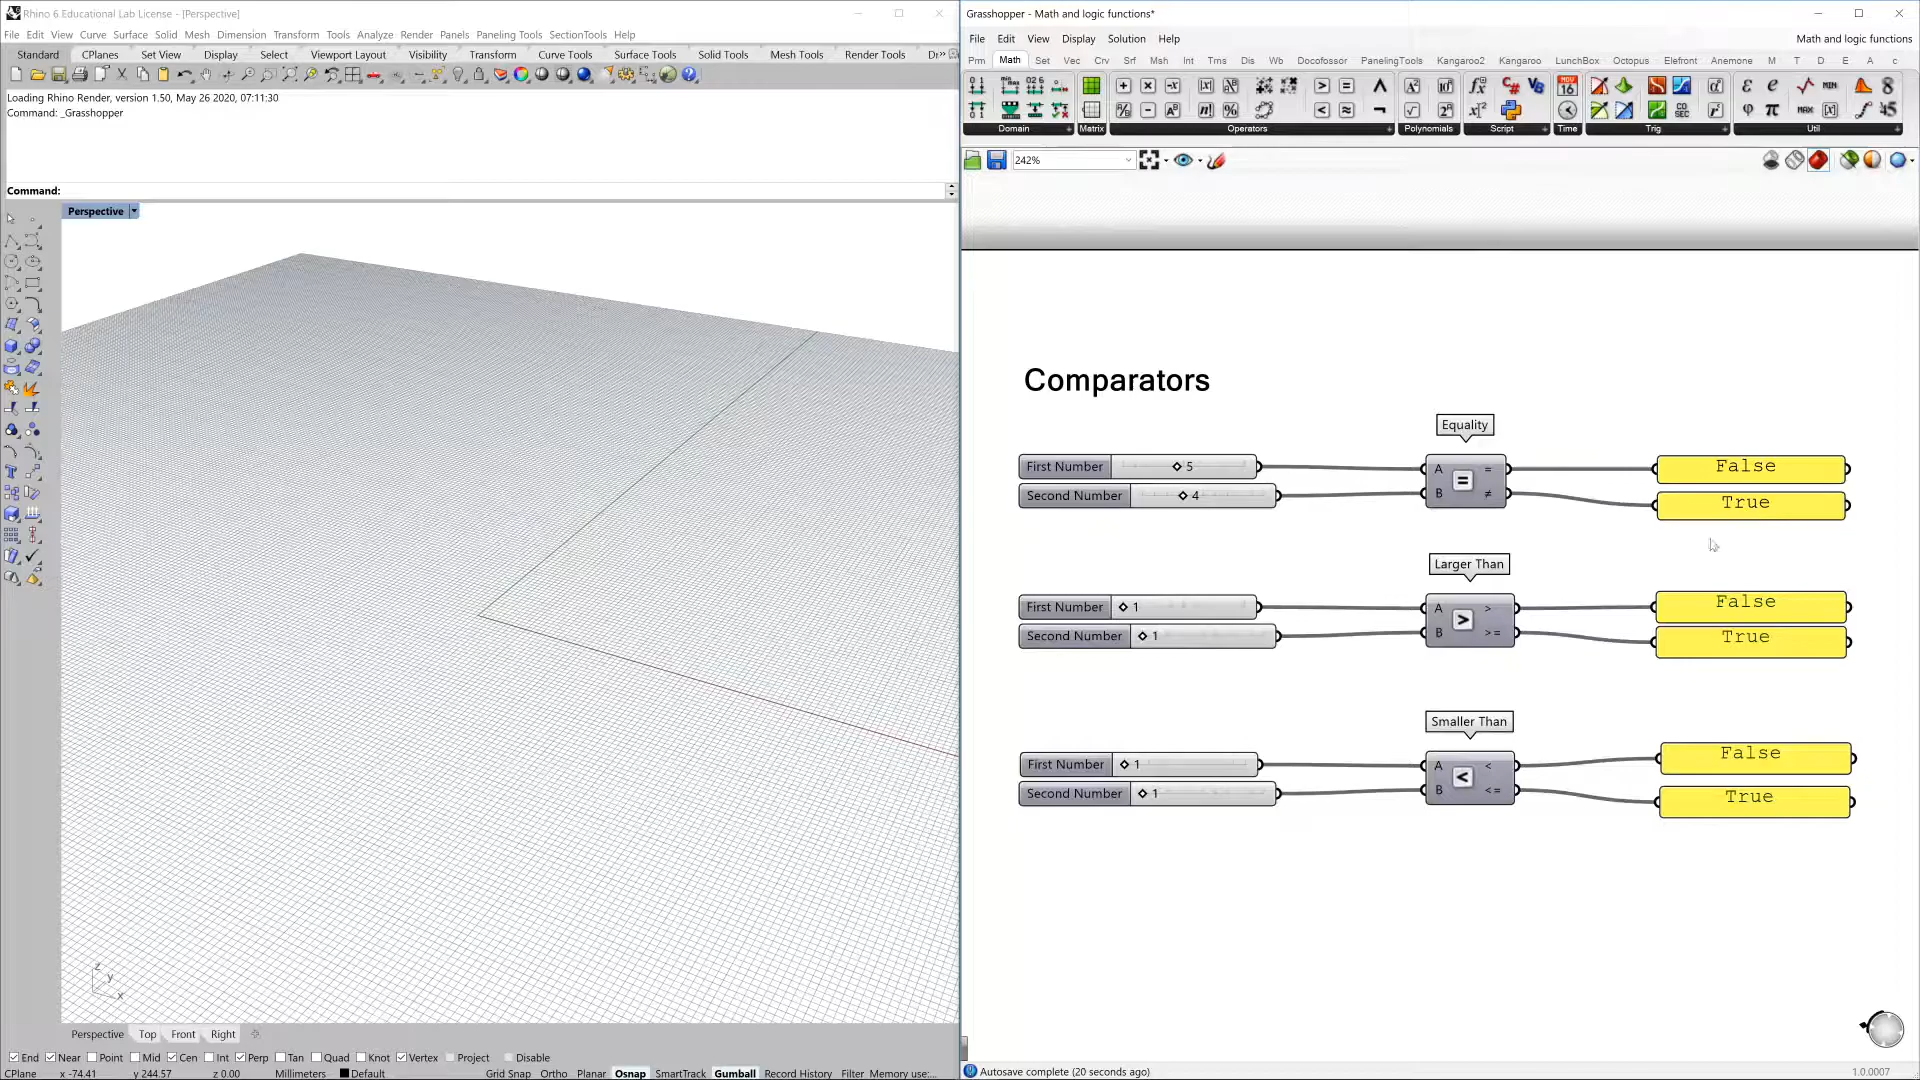 Rhino 6 Educational Lab License - [Perspective]
File Edit View Curve Surface Solid Mesh Dimension Transform Tools Analyze Render Panels Paneling Tools SectionTools Help
Standard CPlanes Set View Display Select Viewport Layout Visibility Transform Curve Tools Surface Tools Solid Tools Mesh Tools Render Tools Dr»
Loading Rhino Render, version 1.50, May 26 2020, 07:11:30
Command: _Grasshopper
Command:
Perspective
z
y
x
Perspective Top Front Right
End Near Point Mid Cen Int Perp Tan Quad Knot Vertex Project Disable
CPlane x -74.41 y 244.57 z 0.00 Millimeters Default Grid Snap Ortho Planar Osnap SmartTrack Gumball Record History Filter Memory use:...
Grasshopper - Math and logic functions*
File Edit View Display Solution Help Math and logic functions
Prm Math Set Vec Crv Srf Msh Int Trns Dis Wb Docofossor PanelingTools Kangaroo2 Kangaroo LunchBox Octopus Elefront Anemone M T D E A c
Domain Matrix Operators Polynomials Script Time Trig Util
242%
Comparators
Equality
First Number 5
Second Number 4
A =
B ≠
=
False
True
Larger Than
First Number 1
Second Number 1
A >
B >=
>
False
True
Smaller Than
First Number 1
Second Number 1
A <
B <=
<
False
True
Autosave complete (20 seconds ago) 1.0.0007